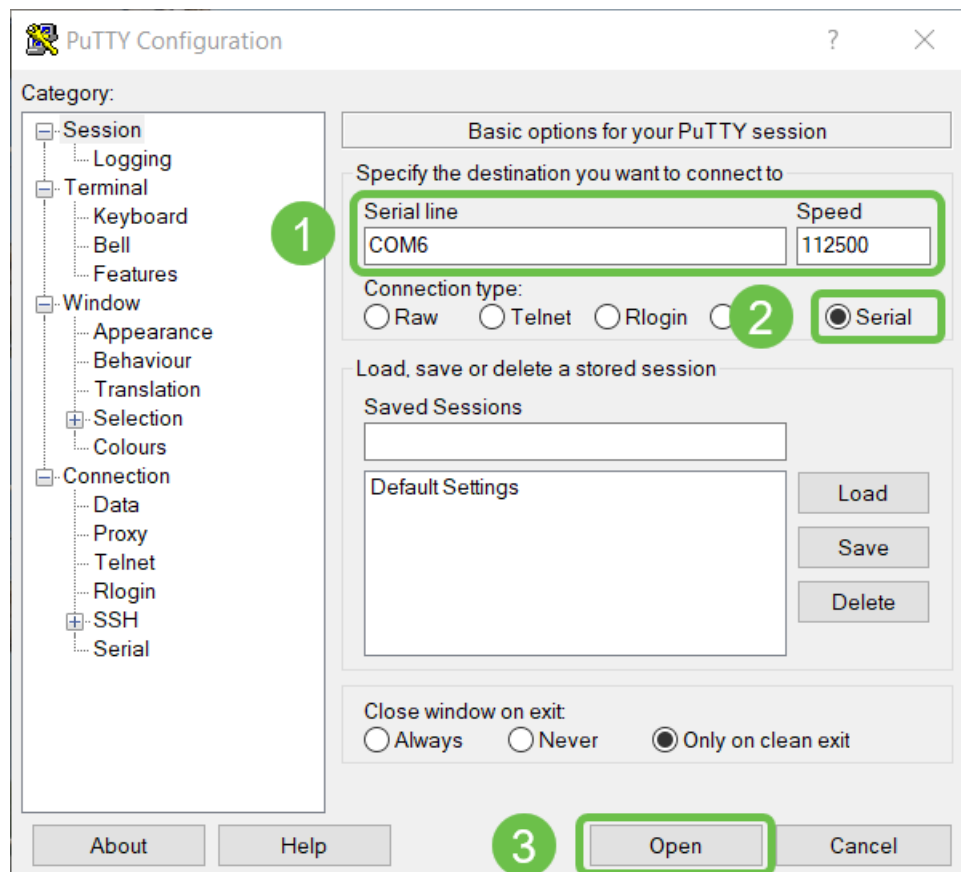 PuTTY Configuration
?
Category:
Session
Logging
Terminal
Keyboard
Bell
Features
Window
Appearance
Behaviour
Translation
Selection
Colours
Connection
Data
Proxy
Telnet
Rlogin
SSH
Serial
Basic options for your PuTTY session
Specify the destination you want to connect to
1
Serial line Speed
COM6 112500
Connection type:
Raw Telnet Rlogin 2 Serial
Load, save or delete a stored session
Saved Sessions
Default Settings
Load
Save
Delete
Close window on exit:
Always Never Only on clean exit
About Help 3 Open Cancel